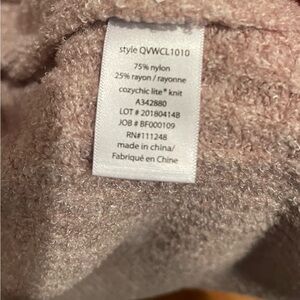 style QVWCL1010
75% nylon
25% rayon / rayonne
cozychic lite® knit
A342880
LOT # 20180414B
JOB # BF000109
RN#111248
made in china/
Fabriqué en Chine